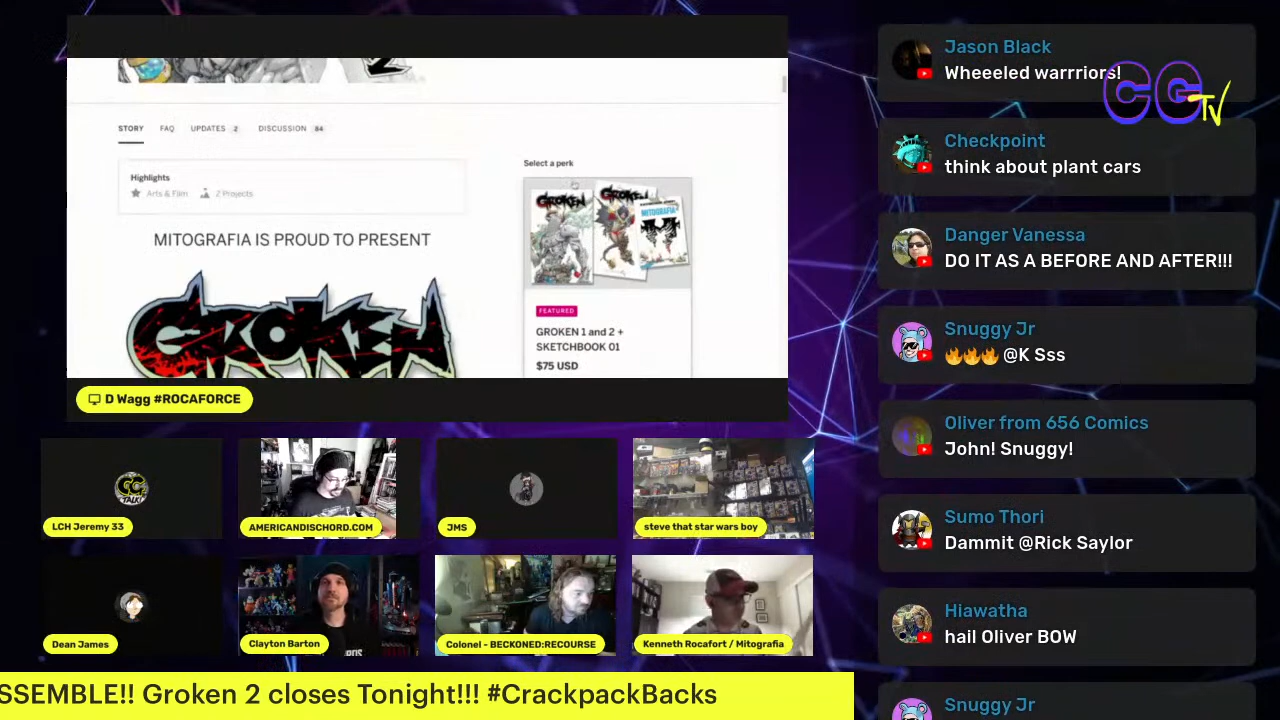 STORY FAQ UPDATES 2 DISCUSSION 84
Highlights
Arts & Film 2 Projects
MITOGRAFIA IS PROUD TO PRESENT
GROKEN
Select a perk
GROKEN
GROKEN
MITOGRAFIA
FEATURED
GROKEN 1 and 2 +
SKETCHBOOK 01
$75 USD
D Wagg #ROCAFORCE
LCH Jeremy 33
AMERICANDISCHORD.COM
JMS
steve that star wars boy
Dean James
Clayton Barton
Colonel - BECKONED:RECOURSE
Kenneth Rocafort / Mitografia
SSEMBLE!! Groken 2 closes Tonight!!! #CrackpackBacks
CG TV
Jason Black
Wheeeled warrriors!
Checkpoint
think about plant cars
Danger Vanessa
DO IT AS A BEFORE AND AFTER!!!
Snuggy Jr
🔥🔥🔥 @K Sss
Oliver from 656 Comics
John! Snuggy!
Sumo Thori
Dammit @Rick Saylor
Hiawatha
hail Oliver BOW
Snuggy Jr